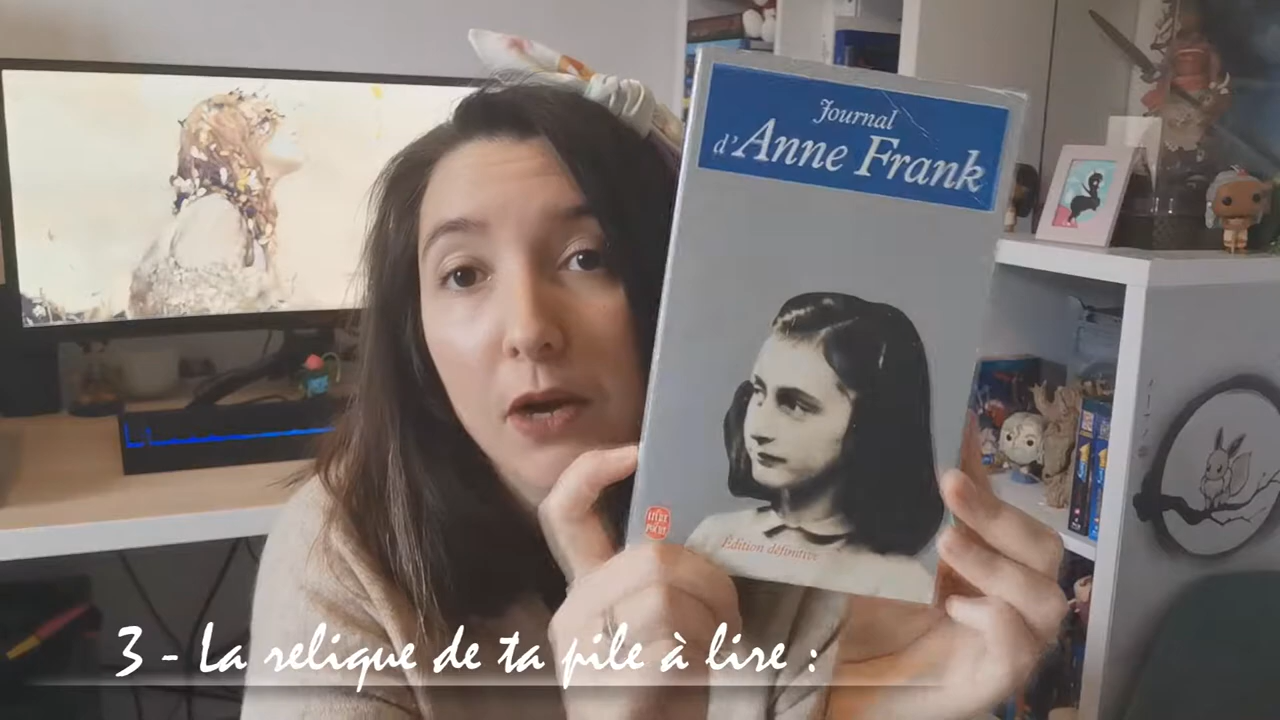 Journal
d'Anne Frank
Édition définitive
3 - La relique de ta pile à lire :